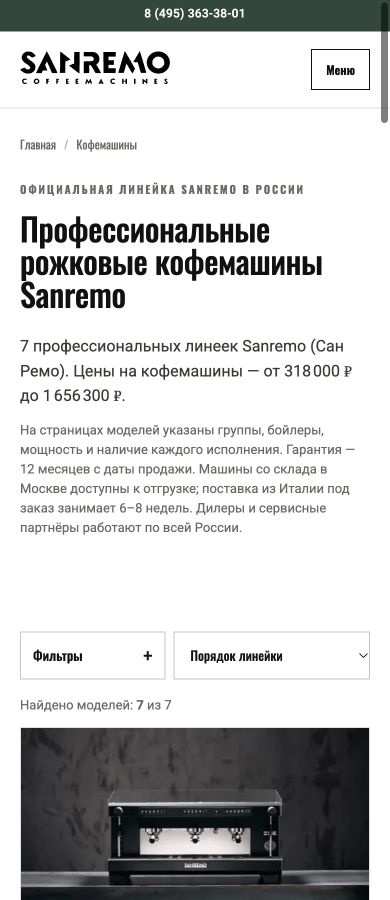 8 (495) 363-38-01
SANREMO
COFFEEMACHINES
Меню
Главная / Кофемашины
ОФИЦИАЛЬНАЯ ЛИНЕЙКА SANREMO В РОССИИ
Профессиональные
рожковые кофемашины
Sanremo
7 профессиональных линеек Sanremo (Сан
Ремо). Цены на кофемашины — от 318 000 ₽
до 1 656 300 ₽.
На страницах моделей указаны группы, бойлеры,
мощность и наличие каждого исполнения. Гарантия —
12 месяцев с даты продажи. Машины со склада в
Москве доступны к отгрузке; поставка из Италии под
заказ занимает 6–8 недель. Дилеры и сервисные
партнёры работают по всей России.
Фильтры +
Порядок линейки
Найдено моделей: 7 из 7
SANREMO